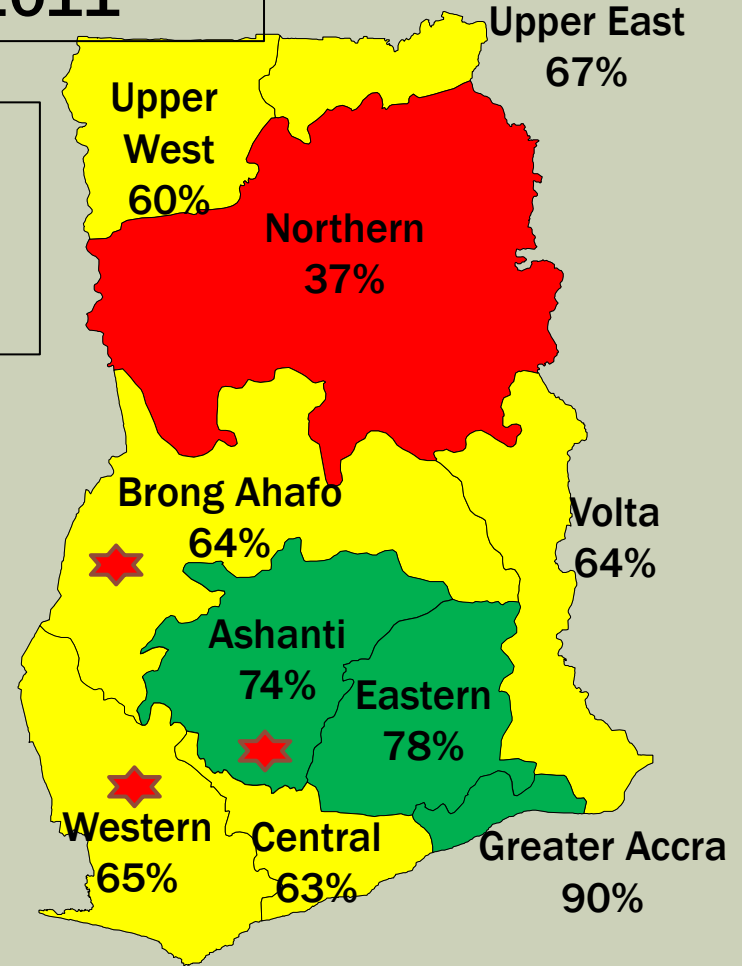 2011
Upper East
67%
Upper
West
60%
Northern
37%
Brong Ahafo
64%
Volta
64%
Ashanti
74%
Eastern
78%
Western
65%
Central
63%
Greater Accra
90%